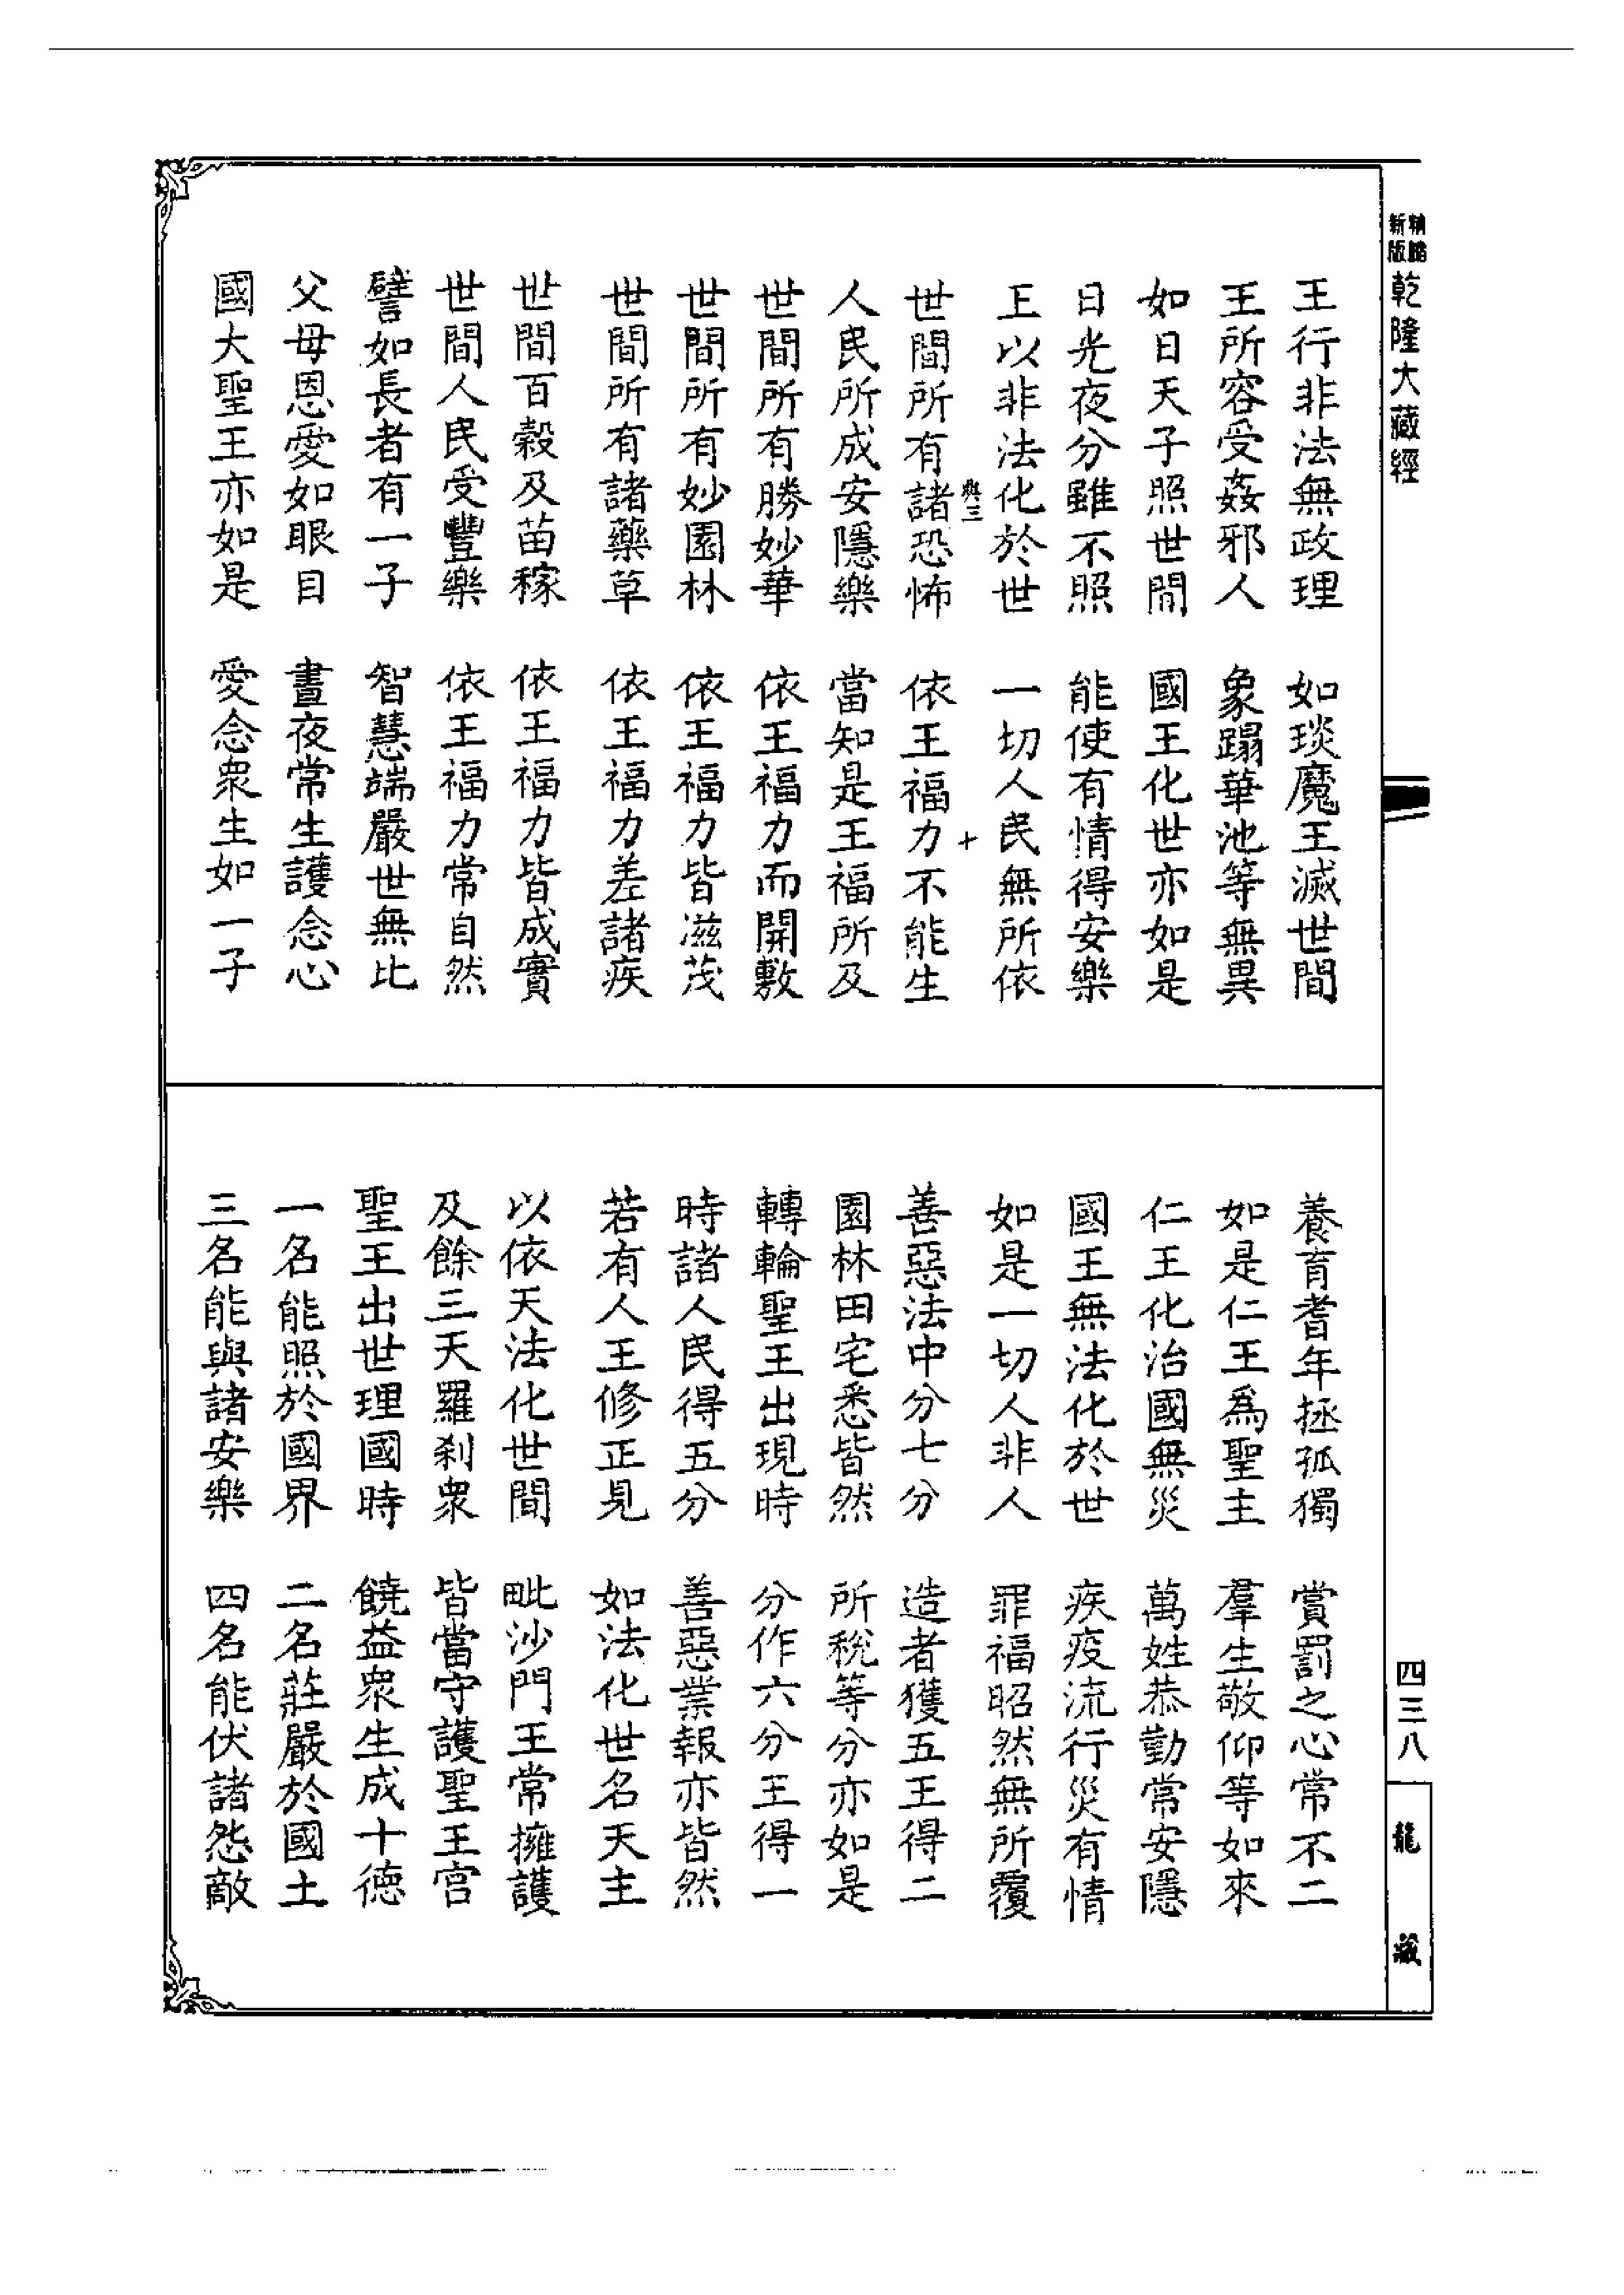 新版 精縮 乾隆大藏經
王行非法無政理 如琰魔王滅世間
王所容受姦邪人 象蹋華池等無異
如日天子照世間 國王化世亦如是
日光夜分雖不照 能使有情得安樂
王以非法化於世 一切人民無所依
世間所有諸恐怖 依王福力不能生
人民所成安隱樂 當知是王福所及
世間所有勝妙華 依王福力而開敷
世間所有妙園林 依王福力皆滋茂
世間所有諸藥草 依王福力差諸疾
世間百穀及苗稼 依王福力皆成實
世間人民受豐樂 依王福力常自然
譬如長者有一子 智慧端嚴世無比
父母恩愛如眼目 晝夜常生護念心
國大聖王亦如是 愛念眾生如一子
養育耆年拯孤獨 賞罰之心常不二
如是仁王為聖主 羣生敬仰等如來
仁王化治國無災 萬姓恭勤常安隱
國王無法化於世 疾疫流行災有情
如是一切人非人 罪福昭然無所覆
善惡法中分七分 造者獲五王得二
園林田宅悉皆然 所稅等分亦如是
轉輪聖王出現時 分作六分王得一
時諸人民得五分 善惡業報亦皆然
若有人王修正見 如法化世名天主
以依天法化世間 毗沙門王常擁護
及餘三天羅剎眾 皆當守護聖王宮
聖王出世理國時 饒益眾生成十德
一名能照於國界 二名莊嚴於國土
三名能與諸安樂 四名能伏諸怨敵
三
十
四三八
龍藏